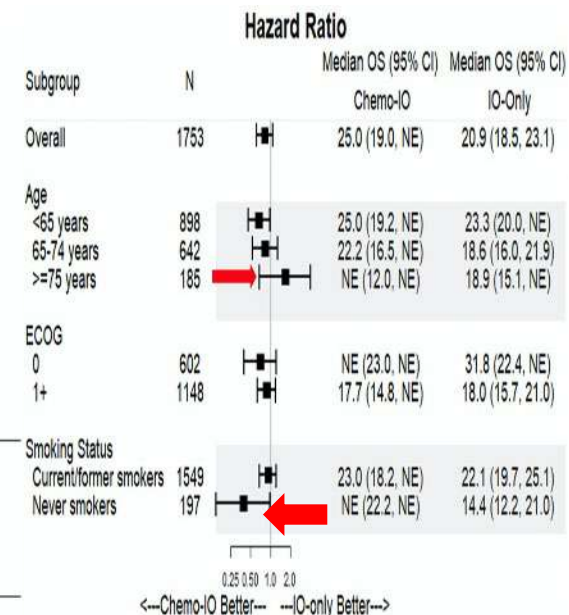 Hazard Ratio
Subgroup N Median OS (95% CI) Chemo-IO Median OS (95% CI) IO-Only
Overall 1753 25.0 (19.0, NE) 20.9 (18.5, 23.1)
Age
<65 years 898 25.0 (19.2, NE) 23.3 (20.0, NE)
65-74 years 642 22.2 (16.5, NE) 18.6 (16.0, 21.9)
>=75 years 185 NE (12.0, NE) 18.9 (15.1, NE)
ECOG
0 602 NE (23.0, NE) 31.8 (22.4, NE)
1+ 1148 17.7 (14.8, NE) 18.0 (15.7, 21.0)
Smoking Status
Current/former smokers 1549 23.0 (18.2, NE) 22.1 (19.7, 25.1)
Never smokers 197 NE (22.2, NE) 14.4 (12.2, 21.0)
0.25 0.50 1.0 2.0
<---Chemo-IO Better--- ---IO-only Better--->